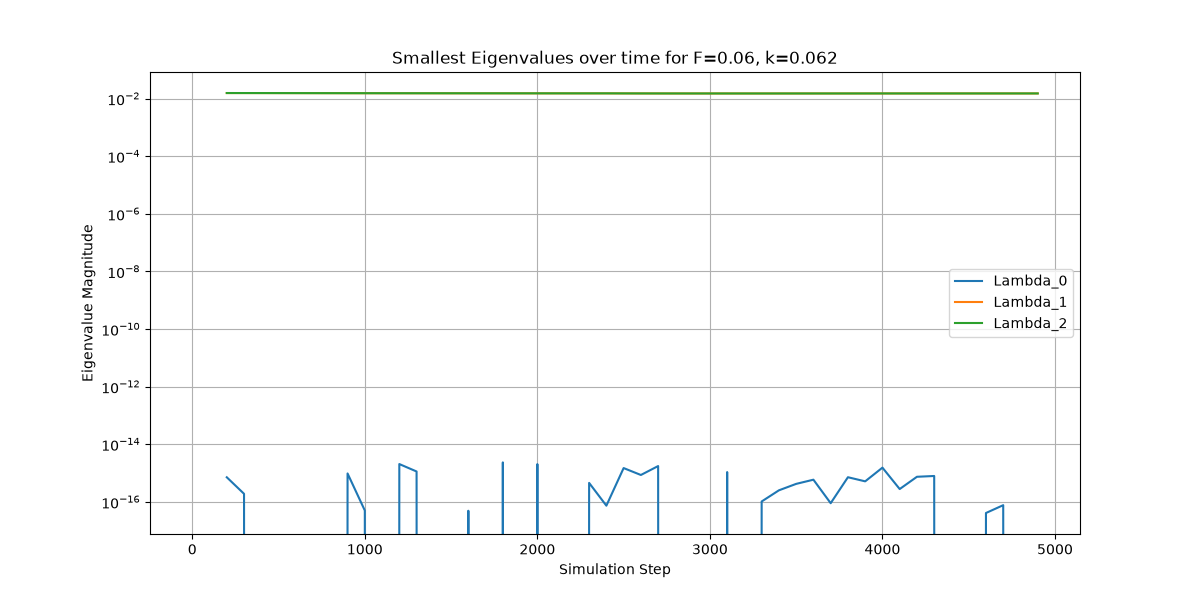 Smallest Eigenvalues over time for F=0.06, k=0.062
Eigenvalue Magnitude
10⁻²
10⁻⁴
10⁻⁶
10⁻⁸
10⁻¹⁰
10⁻¹²
10⁻¹⁴
10⁻¹⁶
Lambda_0
Lambda_1
Lambda_2
0 1000 2000 3000 4000 5000
Simulation Step